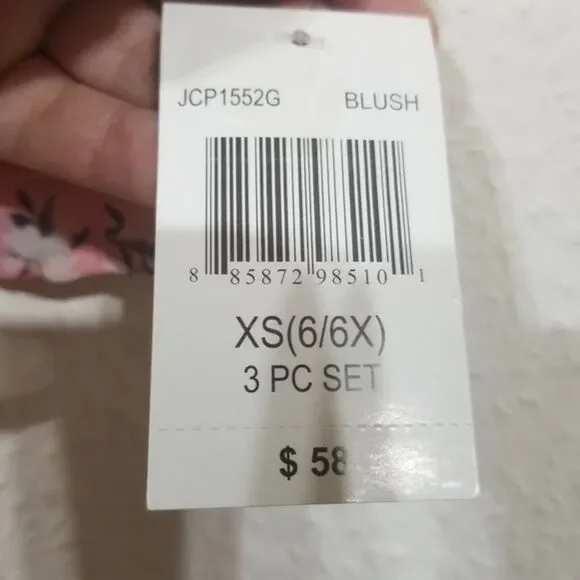 JCP1552G BLUSH
8 85872 98510 1
XS(6/6X)
3 PC SET
$ 58